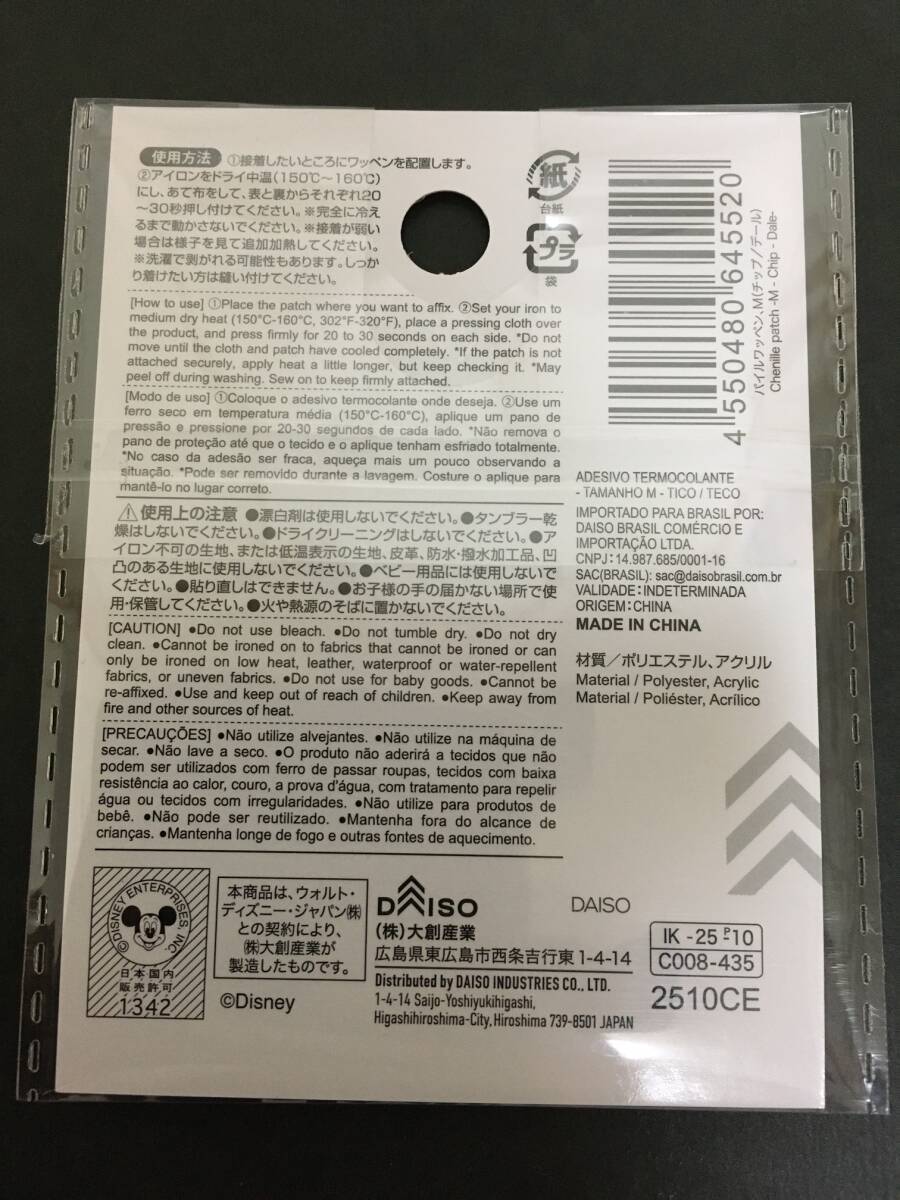 使用方法 ①接着したいところにワッペンを配置します。
②アイロンをドライ中温(150℃～160℃)
にし、あて布をして、表と裏からそれぞれ20
～30秒押し付けてください。※完全に冷え
るまで動かさないでください。※接着が弱い
場合は様子を見て追加加熱してください。
※洗濯で剥がれる可能性もあります。しっか
り着けたい方は縫い付けてください。
[How to use] ①Place the patch where you want to affix. ②Set your iron to
medium dry heat (150°C-160°C, 302°F-320°F), place a pressing cloth over
the product, and press firmly for 20 to 30 seconds on each side. *Do not
move until the cloth and patch have cooled completely. *If the patch is not
attached securely, apply heat a little longer, but keep checking it. *May
peel off during washing. Sew on to keep firmly attached.
[Modo de uso] ①Coloque o adesivo termocolante onde deseja. ②Use um
ferro seco em temperatura média (150°C-160°C), aplique um pano de
pressão e pressione por 20-30 segundos de cada lado. *Não remova o
pano de proteção até que o tecido e o aplique tenham esfriado totalmente.
*No caso da adesão ser fraca, aqueça mais um pouco observando a
situação. *Pode ser removido durante a lavagem. Costure o aplique para
mantê-lo no lugar correto.
⚠使用上の注意 ●漂白剤は使用しないでください。●タンブラー乾
燥はしないでください。●ドライクリーニングはしないでください。●ア
イロン不可の生地、または低温表示の生地、皮革、防水・撥水加工品、凹
凸のある生地に使用しないでください。●ベビー用品には使用しないで
ください。●貼り直しはできません。●お子様の手の届かない場所で使
用・保管してください。●火や熱源のそばに置かないでください。
[CAUTION] ●Do not use bleach. ●Do not tumble dry. ●Do not dry
clean. ●Cannot be ironed on to fabrics that cannot be ironed or can
only be ironed on low heat, leather, waterproof or water-repellent
fabrics, or uneven fabrics. ●Do not use for baby goods. ●Cannot be
re-affixed. ●Use and keep out of reach of children. ●Keep away from
fire and other sources of heat.
[PRECAUÇÕES] ●Não utilize alvejantes. ●Não utilize na máquina de
secar. ●Não lave a seco. ●O produto não aderirá a tecidos que não
podem ser utilizados com ferro de passar roupas, tecidos com baixa
resistência ao calor, couro, a prova d'água, com tratamento para repelir
água ou tecidos com irregularidades. ●Não utilize para produtos de
bebê. ●Não pode ser reutilizado. ●Mantenha fora do alcance de
crianças. ●Mantenha longe de fogo e outras fontes de aquecimento.
紙
台紙
プラ
袋
4 550480 645520
パイルワッペン、M(チップ/デール)
Chenille patch -M - Chip - Dale-
ADESIVO TERMOCOLANTE
- TAMANHO M - TICO / TECO
IMPORTADO PARA BRASIL POR:
DAISO BRASIL COMÉRCIO E
IMPORTAÇÃO LTDA.
CNPJ: 14.987.685/0001-16
SAC(BRASIL): sac@daisobrasil.com.br
VALIDADE: INDETERMINADA
ORIGEM: CHINA
MADE IN CHINA
材質／ポリエステル、アクリル
Material / Polyester, Acrylic
Material / Poliéster, Acrílico
©DISNEY ENTERPRISES, INC.
日本国内
販売許可
1342
本商品は、ウォルト・
ディズニー・ジャパン㈱
との契約により、
㈱大創産業が
製造したものです。
©Disney
DAISO
DAISO
(株)大創産業
広島県東広島市西条吉行東1-4-14
Distributed by DAISO INDUSTRIES CO., LTD.
1-4-14 Saijo-Yoshiyukihigashi,
Higashihiroshima-City, Hiroshima 739-8501 JAPAN
IK -25 P10
C008-435
2510CE